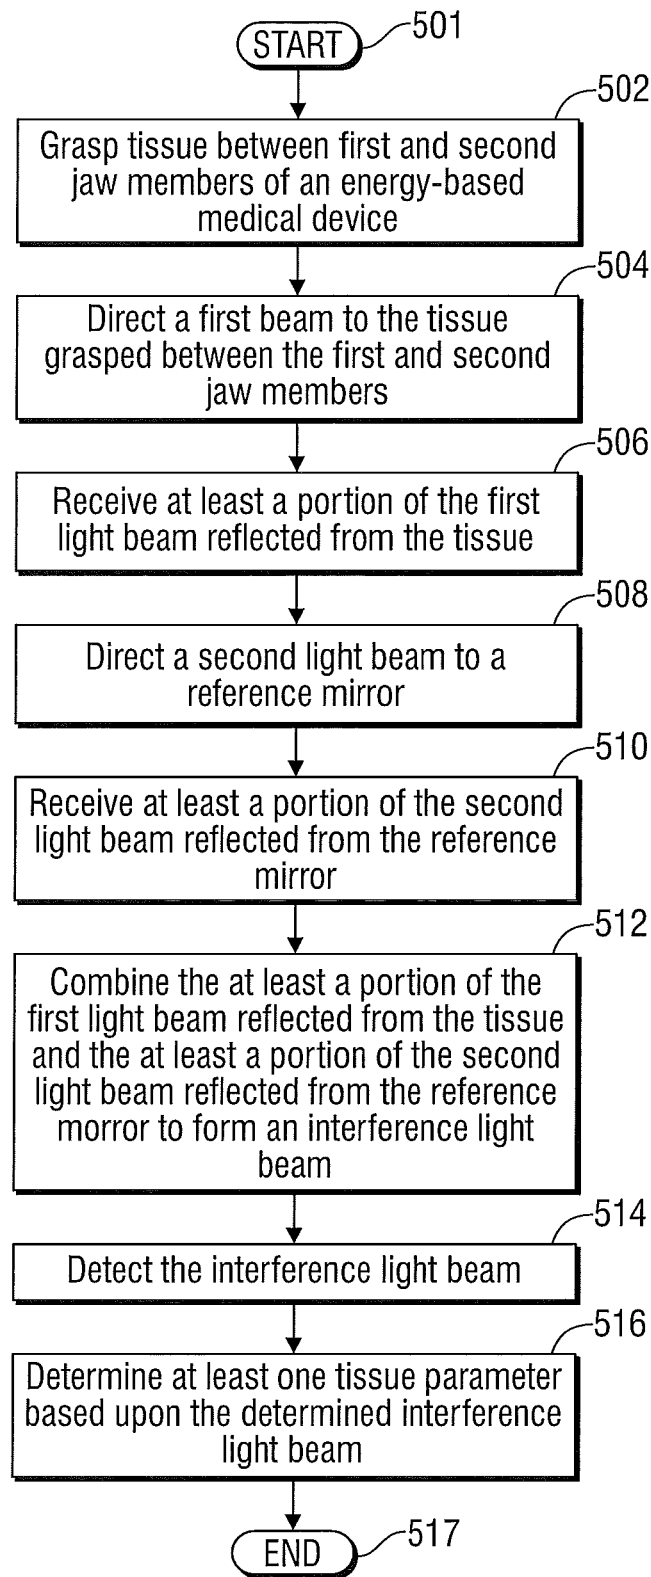 START
501
502
Grasp tissue between first and second
jaw members of an energy-based
medical device
504
Direct a first beam to the tissue
grasped between the first and second
jaw members
506
Receive at least a portion of the first
light beam reflected from the tissue
508
Direct a second light beam to a
reference mirror
510
Receive at least a portion of the second
light beam reflected from the reference
mirror
512
Combine the at least a portion of the
first light beam reflected from the tissue
and the at least a portion of the second
light beam reflected from the reference
morror to form an interference light
beam
514
Detect the interference light beam
516
Determine at least one tissue parameter
based upon the determined interference
light beam
END
517